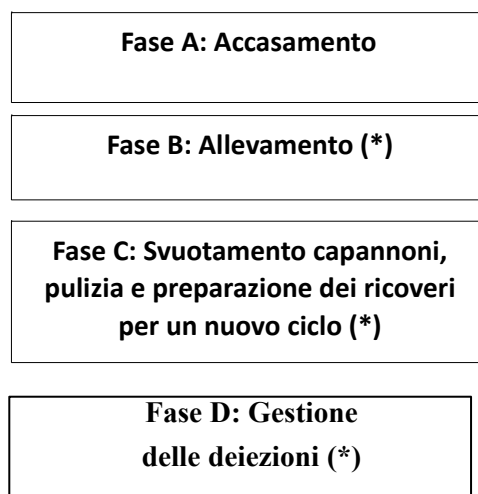 Fase A: Accasamento
Fase B: Allevamento (*)
Fase C: Svuotamento capannoni,
pulizia e preparazione dei ricoveri
per un nuovo ciclo (*)
Fase D: Gestione
delle deiezioni (*)